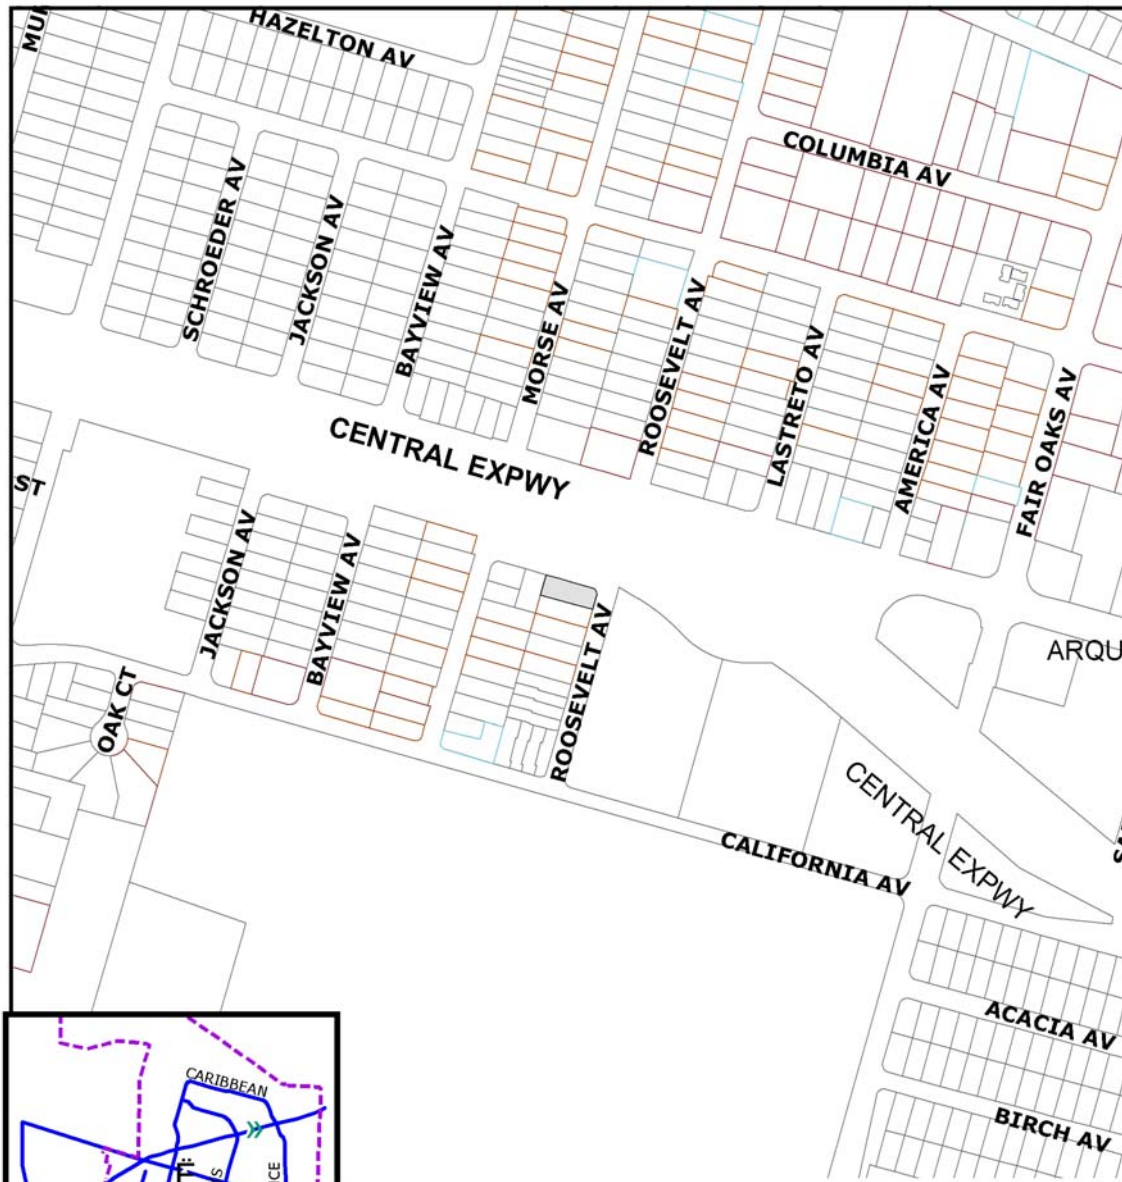 HAZELTON AV
COLUMBIA AV
SCHROEDER AV
JACKSON AV
BAYVIEW AV
MORSE AV
ROOSEVELT AV
LASTRETO AV
AMERICA AV
FAIR OAKS AV
CENTRAL EXPWY
ST
JACKSON AV
BAYVIEW AV
ROOSEVELT AV
ARQU
OAK CT
CENTRAL EXPWY
CALIFORNIA AV
ACACIA AV
BIRCH AV
CARIBBEAN